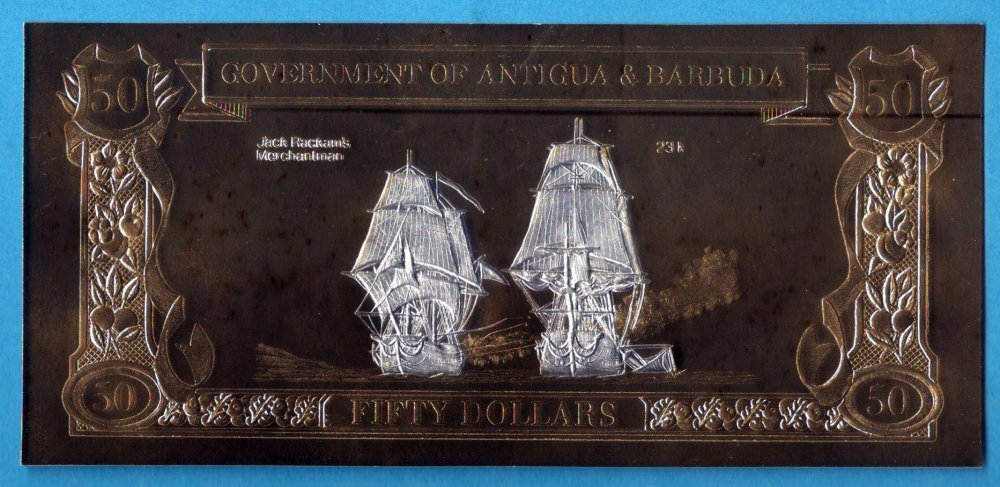 50
GOVERNMENT OF ANTIGUA & BARBUDA
50
Jack Rackam's
Merchantman
23k
50
FIFTY DOLLARS
50